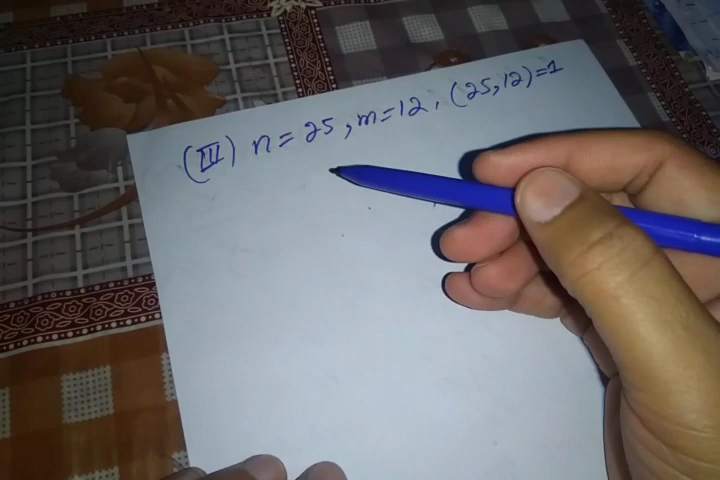 (III) n = 25, m = 12, (25, 12) = 1